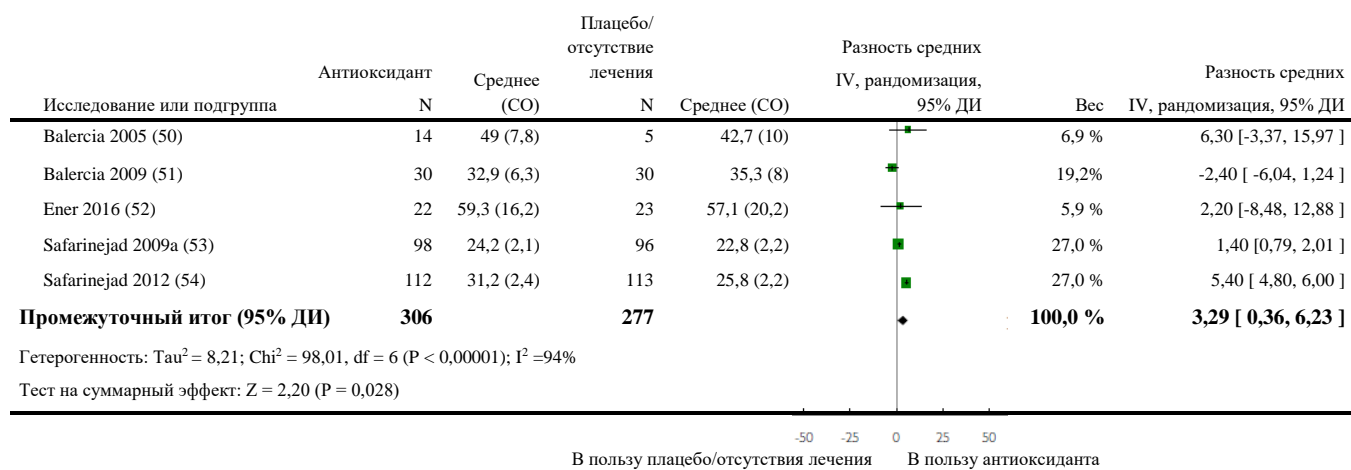 Исследование или подгруппа Антиоксидант N Среднее (СО) Плацебо/ отсутствие лечения N Среднее (СО) Разность средних IV, рандомизация, 95% ДИ Вес Разность средних IV, рандомизация, 95% ДИ
Balercia 2005 (50) 14 49 (7,8) 5 42,7 (10) 6,9 % 6,30 [-3,37, 15,97 ]
Balercia 2009 (51) 30 32,9 (6,3) 30 35,3 (8) 19,2% -2,40 [ -6,04, 1,24 ]
Ener 2016 (52) 22 59,3 (16,2) 23 57,1 (20,2) 5,9 % 2,20 [-8,48, 12,88 ]
Safarinejad 2009a (53) 98 24,2 (2,1) 96 22,8 (2,2) 27,0 % 1,40 [0,79, 2,01 ]
Safarinejad 2012 (54) 112 31,2 (2,4) 113 25,8 (2,2) 27,0 % 5,40 [ 4,80, 6,00 ]
Промежуточный итог (95% ДИ) 306 277 100,0 % 3,29 [ 0,36, 6,23 ]
Гетерогенность: Tau² = 8,21; Chi² = 98,01, df = 6 (P < 0,00001); I² =94%
Тест на суммарный эффект: Z = 2,20 (P = 0,028)
-50 -25 0 25 50
В пользу плацебо/отсутствия лечения В пользу антиоксиданта